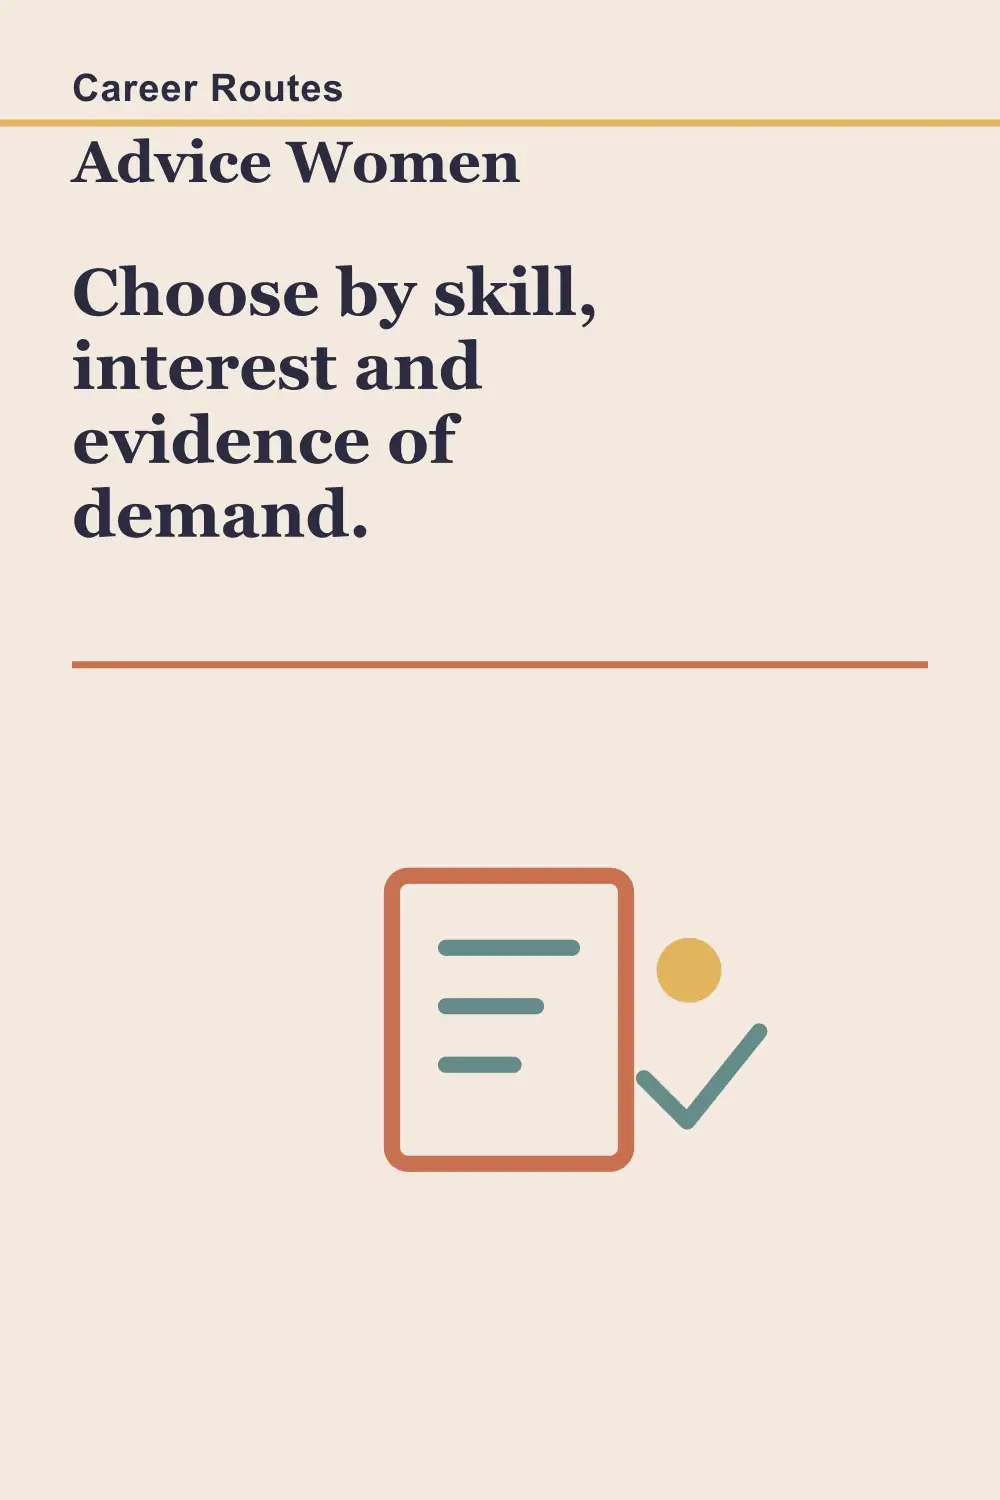 Career Routes
Advice Women
Choose by skill,
interest and
evidence of
demand.